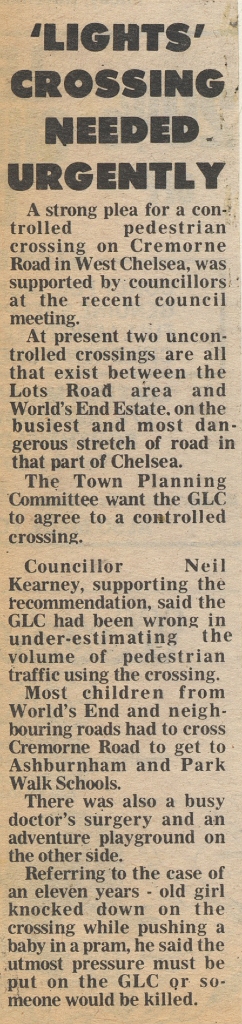 'LIGHTS'
CROSSING
NEEDED
URGENTLY
A strong plea for a con-
trolled pedestrian
crossing on Cremorne
Road in West Chelsea, was
supported by councillors
at the recent council
meeting.
At present two uncon-
trolled crossings are all
that exist between the
Lots Road area and
World's End Estate, on the
busiest and most dan-
gerous stretch of road in
that part of Chelsea.
The Town Planning
Committee want the GLC
to agree to a controlled
crossing.
Councillor Neil
Kearney, supporting the
recommendation, said the
GLC had been wrong in
under-estimating the
volume of pedestrian
traffic using the crossing.
Most children from
World's End and neigh-
bouring roads had to cross
Cremorne Road to get to
Ashburnham and Park
Walk Schools.
There was also a busy
doctor's surgery and an
adventure playground on
the other side.
Referring to the case of
an eleven years - old girl
knocked down on the
crossing while pushing a
baby in a pram, he said the
utmost pressure must be
put on the GLC or so-
meone would be killed.